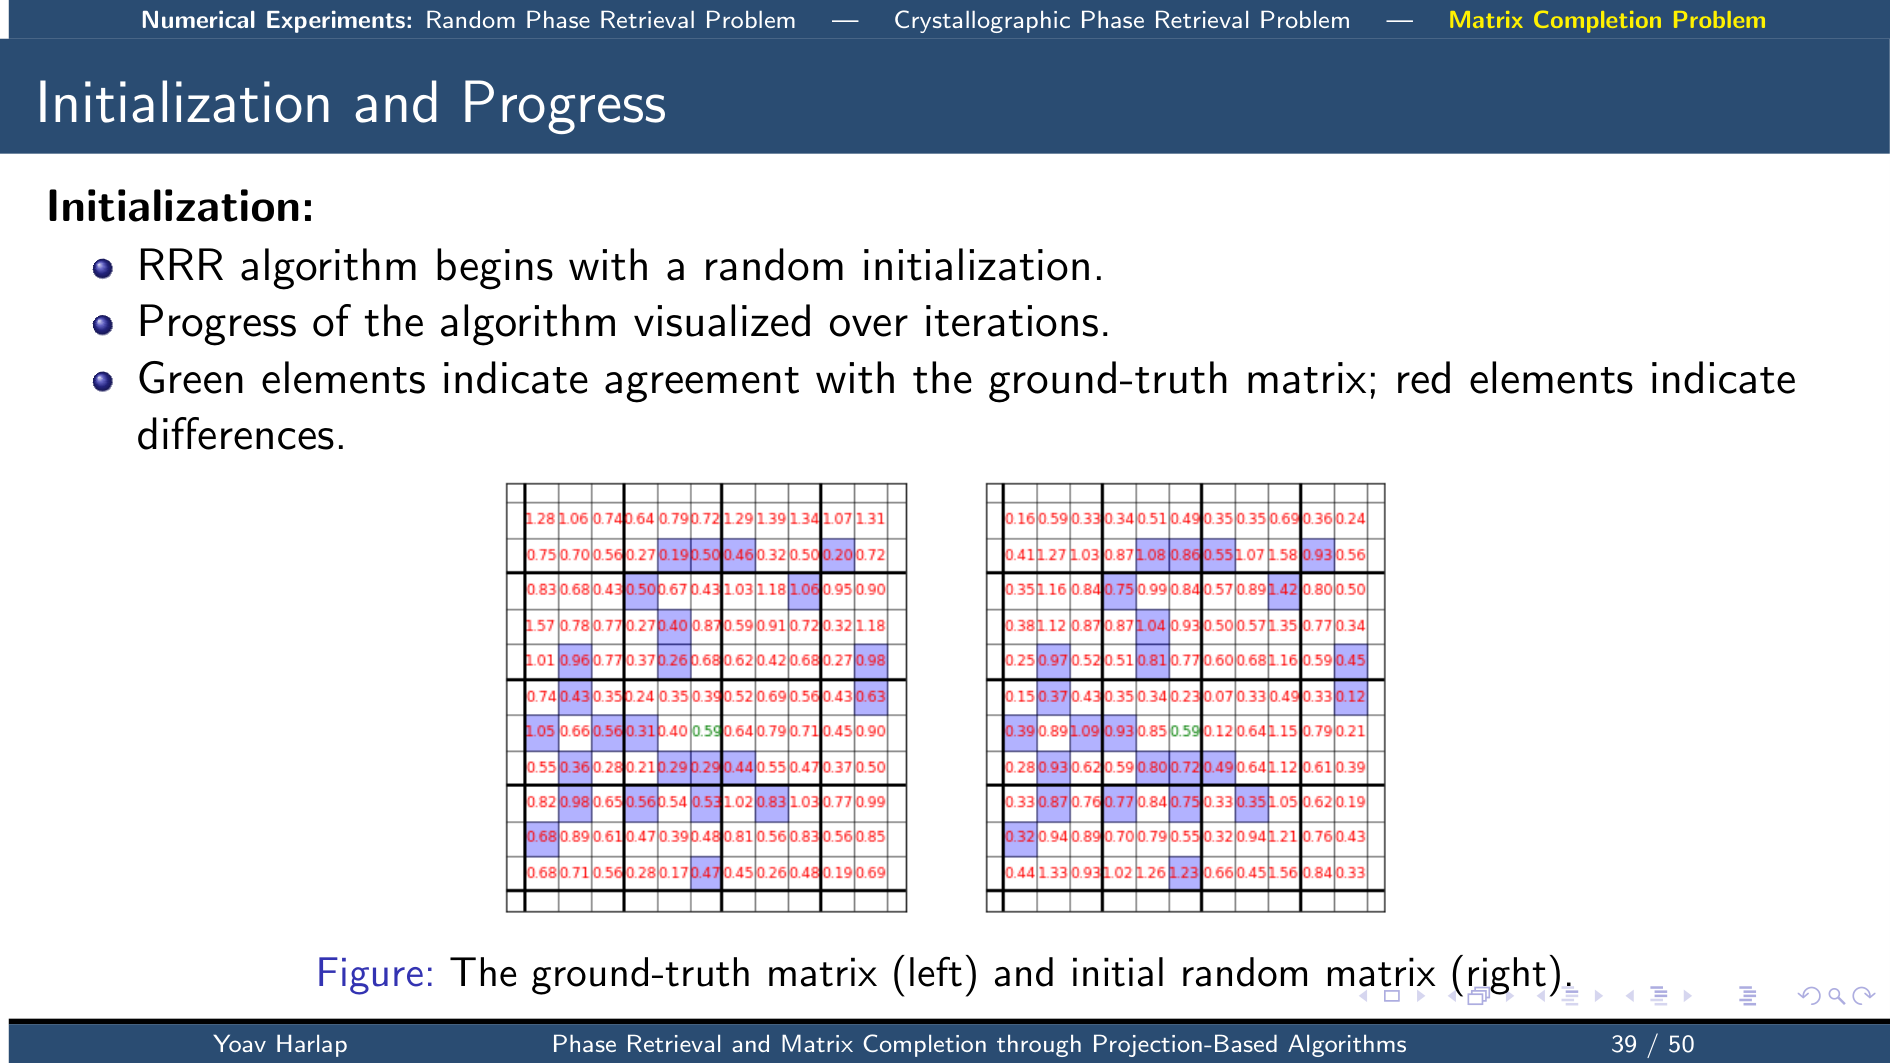 Numerical Experiments: Random Phase Retrieval Problem — Crystallographic Phase Retrieval Problem — Matrix Completion Problem
Initialization and Progress
Initialization:
RRR algorithm begins with a random initialization.
Progress of the algorithm visualized over iterations.
Green elements indicate agreement with the ground-truth matrix; red elements indicate
differences.
1.28 1.06 0.74 0.64 0.79 0.72 1.29 1.39 1.34 1.07 1.31
0.75 0.70 0.56 0.27 0.19 0.50 0.46 0.32 0.50 0.20 0.72
0.83 0.68 0.43 0.50 0.67 0.43 1.03 1.18 1.06 0.95 0.90
1.57 0.78 0.77 0.27 0.40 0.87 0.59 0.91 0.72 0.32 1.18
1.01 0.96 0.77 0.37 0.26 0.68 0.62 0.42 0.68 0.27 0.98
0.74 0.43 0.35 0.24 0.35 0.39 0.52 0.69 0.56 0.43 0.63
1.05 0.66 0.56 0.31 0.40 0.59 0.64 0.79 0.71 0.45 0.90
0.55 0.36 0.28 0.21 0.29 0.29 0.44 0.55 0.47 0.37 0.50
0.82 0.98 0.65 0.56 0.54 0.53 1.02 0.83 1.03 0.77 0.99
0.68 0.89 0.61 0.47 0.39 0.48 0.81 0.56 0.83 0.56 0.85
0.68 0.71 0.56 0.28 0.17 0.47 0.45 0.26 0.48 0.19 0.69
0.16 0.59 0.33 0.34 0.51 0.49 0.35 0.35 0.69 0.36 0.24
0.41 1.27 1.03 0.87 1.08 0.86 0.55 1.07 1.58 0.93 0.56
0.35 1.16 0.84 0.75 0.99 0.84 0.57 0.89 1.42 0.80 0.50
0.38 1.12 0.87 0.87 1.04 0.93 0.50 0.57 1.35 0.77 0.34
0.25 0.97 0.52 0.51 0.81 0.77 0.60 0.68 1.16 0.59 0.45
0.15 0.37 0.43 0.35 0.34 0.23 0.07 0.33 0.49 0.33 0.12
0.39 0.89 1.09 0.93 0.85 0.59 0.12 0.64 1.15 0.79 0.21
0.28 0.93 0.62 0.59 0.80 0.72 0.49 0.64 1.12 0.61 0.39
0.33 0.87 0.76 0.77 0.84 0.75 0.33 0.35 1.05 0.62 0.19
0.32 0.94 0.89 0.70 0.79 0.55 0.32 0.94 1.21 0.76 0.43
0.44 1.33 0.93 1.02 1.26 1.23 0.66 0.45 1.56 0.84 0.33
Figure: The ground-truth matrix (left) and initial random matrix (right).
Yoav Harlap Phase Retrieval and Matrix Completion through Projection-Based Algorithms 39 / 50